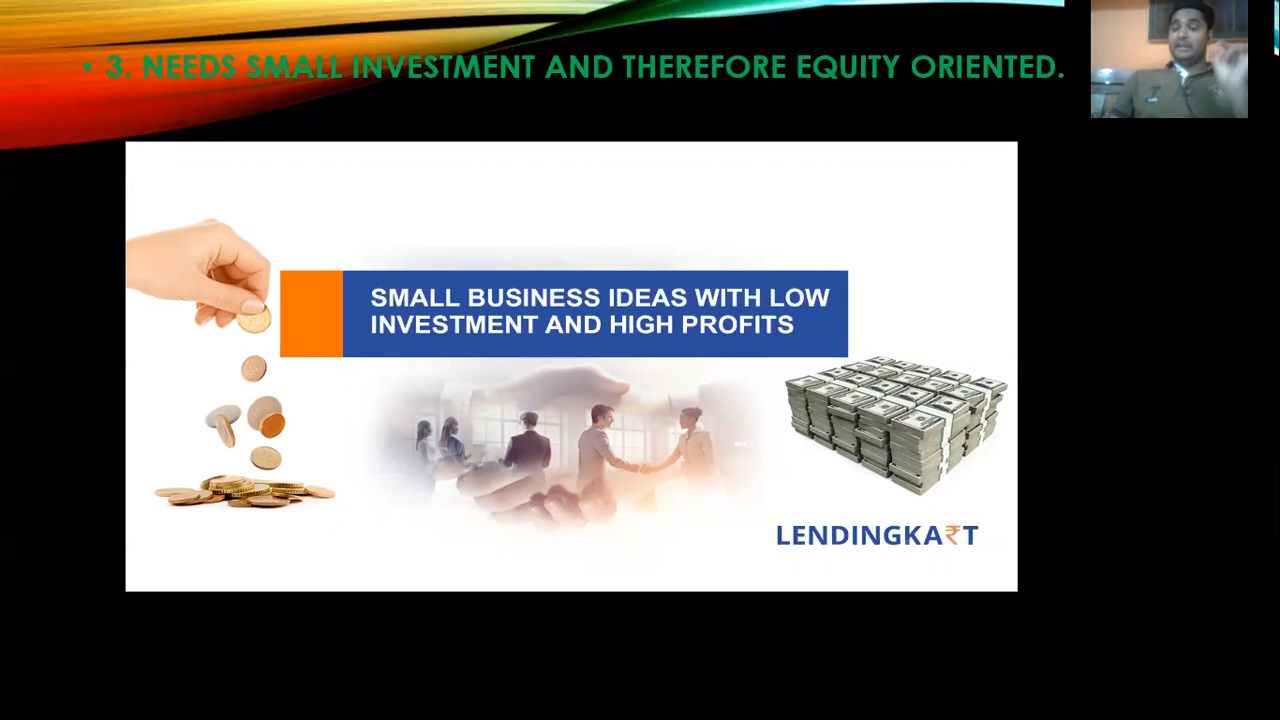 • 3. NEEDS SMALL INVESTMENT AND THEREFORE EQUITY ORIENTED.
SMALL BUSINESS IDEAS WITH LOW
INVESTMENT AND HIGH PROFITS
LENDINGKA₹T